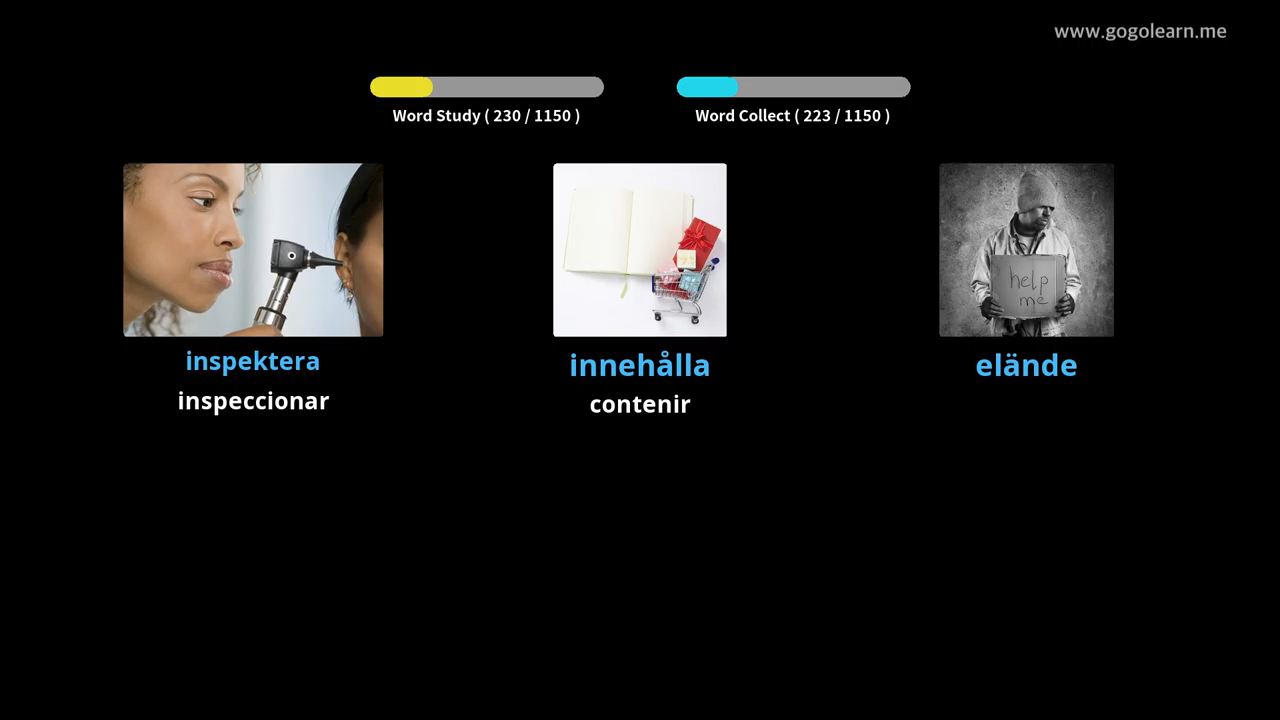 www.gogolearn.me
Word Study ( 230 / 1150 )
Word Collect ( 223 / 1150 )
help
me
inspektera
innehålla
elände
inspeccionar
contenir